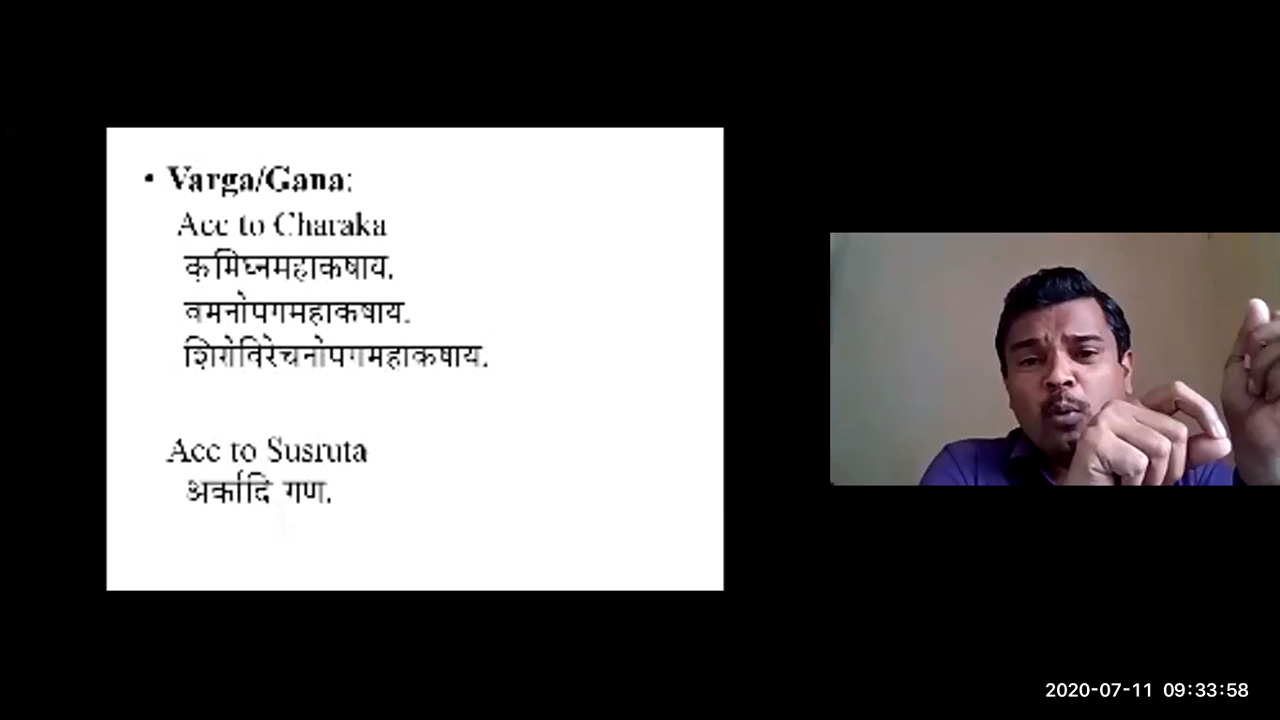 • Varga/Gana:
Acc to Charaka
क्रमिघ्नमहाकषाय.
वमनोपगमहाकषाय.
शिरोविरेचनोपगमहाकषाय.
Acc to Susruta
अर्कादि गण.
2020-07-11 09:33:58